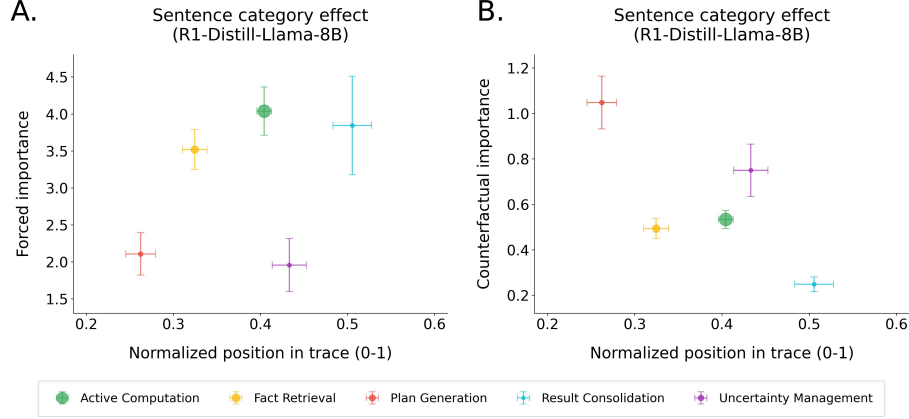 A.
Sentence category effect
(R1-Distill-Llama-8B)
Forced importance
4.5
4.0
3.5
3.0
2.5
2.0
1.5
0.2
0.3
0.4
0.5
0.6
Normalized position in trace (0-1)
B.
Sentence category effect
(R1-Distill-Llama-8B)
Counterfactual importance
1.2
1.0
0.8
0.6
0.4
0.2
0.2
0.3
0.4
0.5
0.6
Normalized position in trace (0-1)
Active Computation
Fact Retrieval
Plan Generation
Result Consolidation
Uncertainty Management